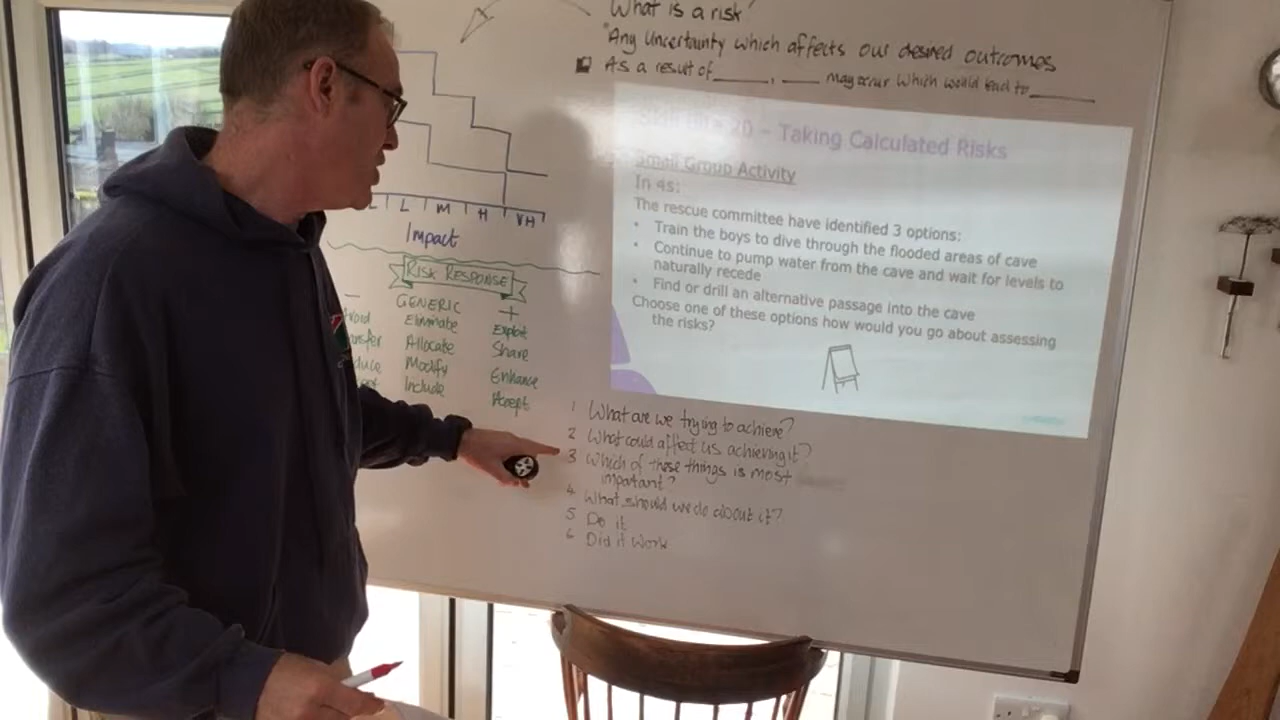 What is a risk?
"Any Uncertainty which affects our desired outcomes
As a result of ______, _____ may occur which would lead to ______
20 – Taking Calculated Risks
Small Group Activity
In 4s:
The rescue committee have identified 3 options:
• Train the boys to dive through the flooded areas of cave
• Continue to pump water from the cave and wait for levels to
naturally recede
• Find or drill an alternative passage into the cave
Choose one of these options how would you go about assessing
the risks?
L M H VH
Impact
RISK RESPONSE
– GENERIC +
Eliminate Exploit
Allocate Share
Modify Enhance
Include Accept
1 What are we trying to achieve?
2 What could affect us achieving it?
3 Which of those things is most
important?
4 What should we do about it?
5 Do it
6 Did it work